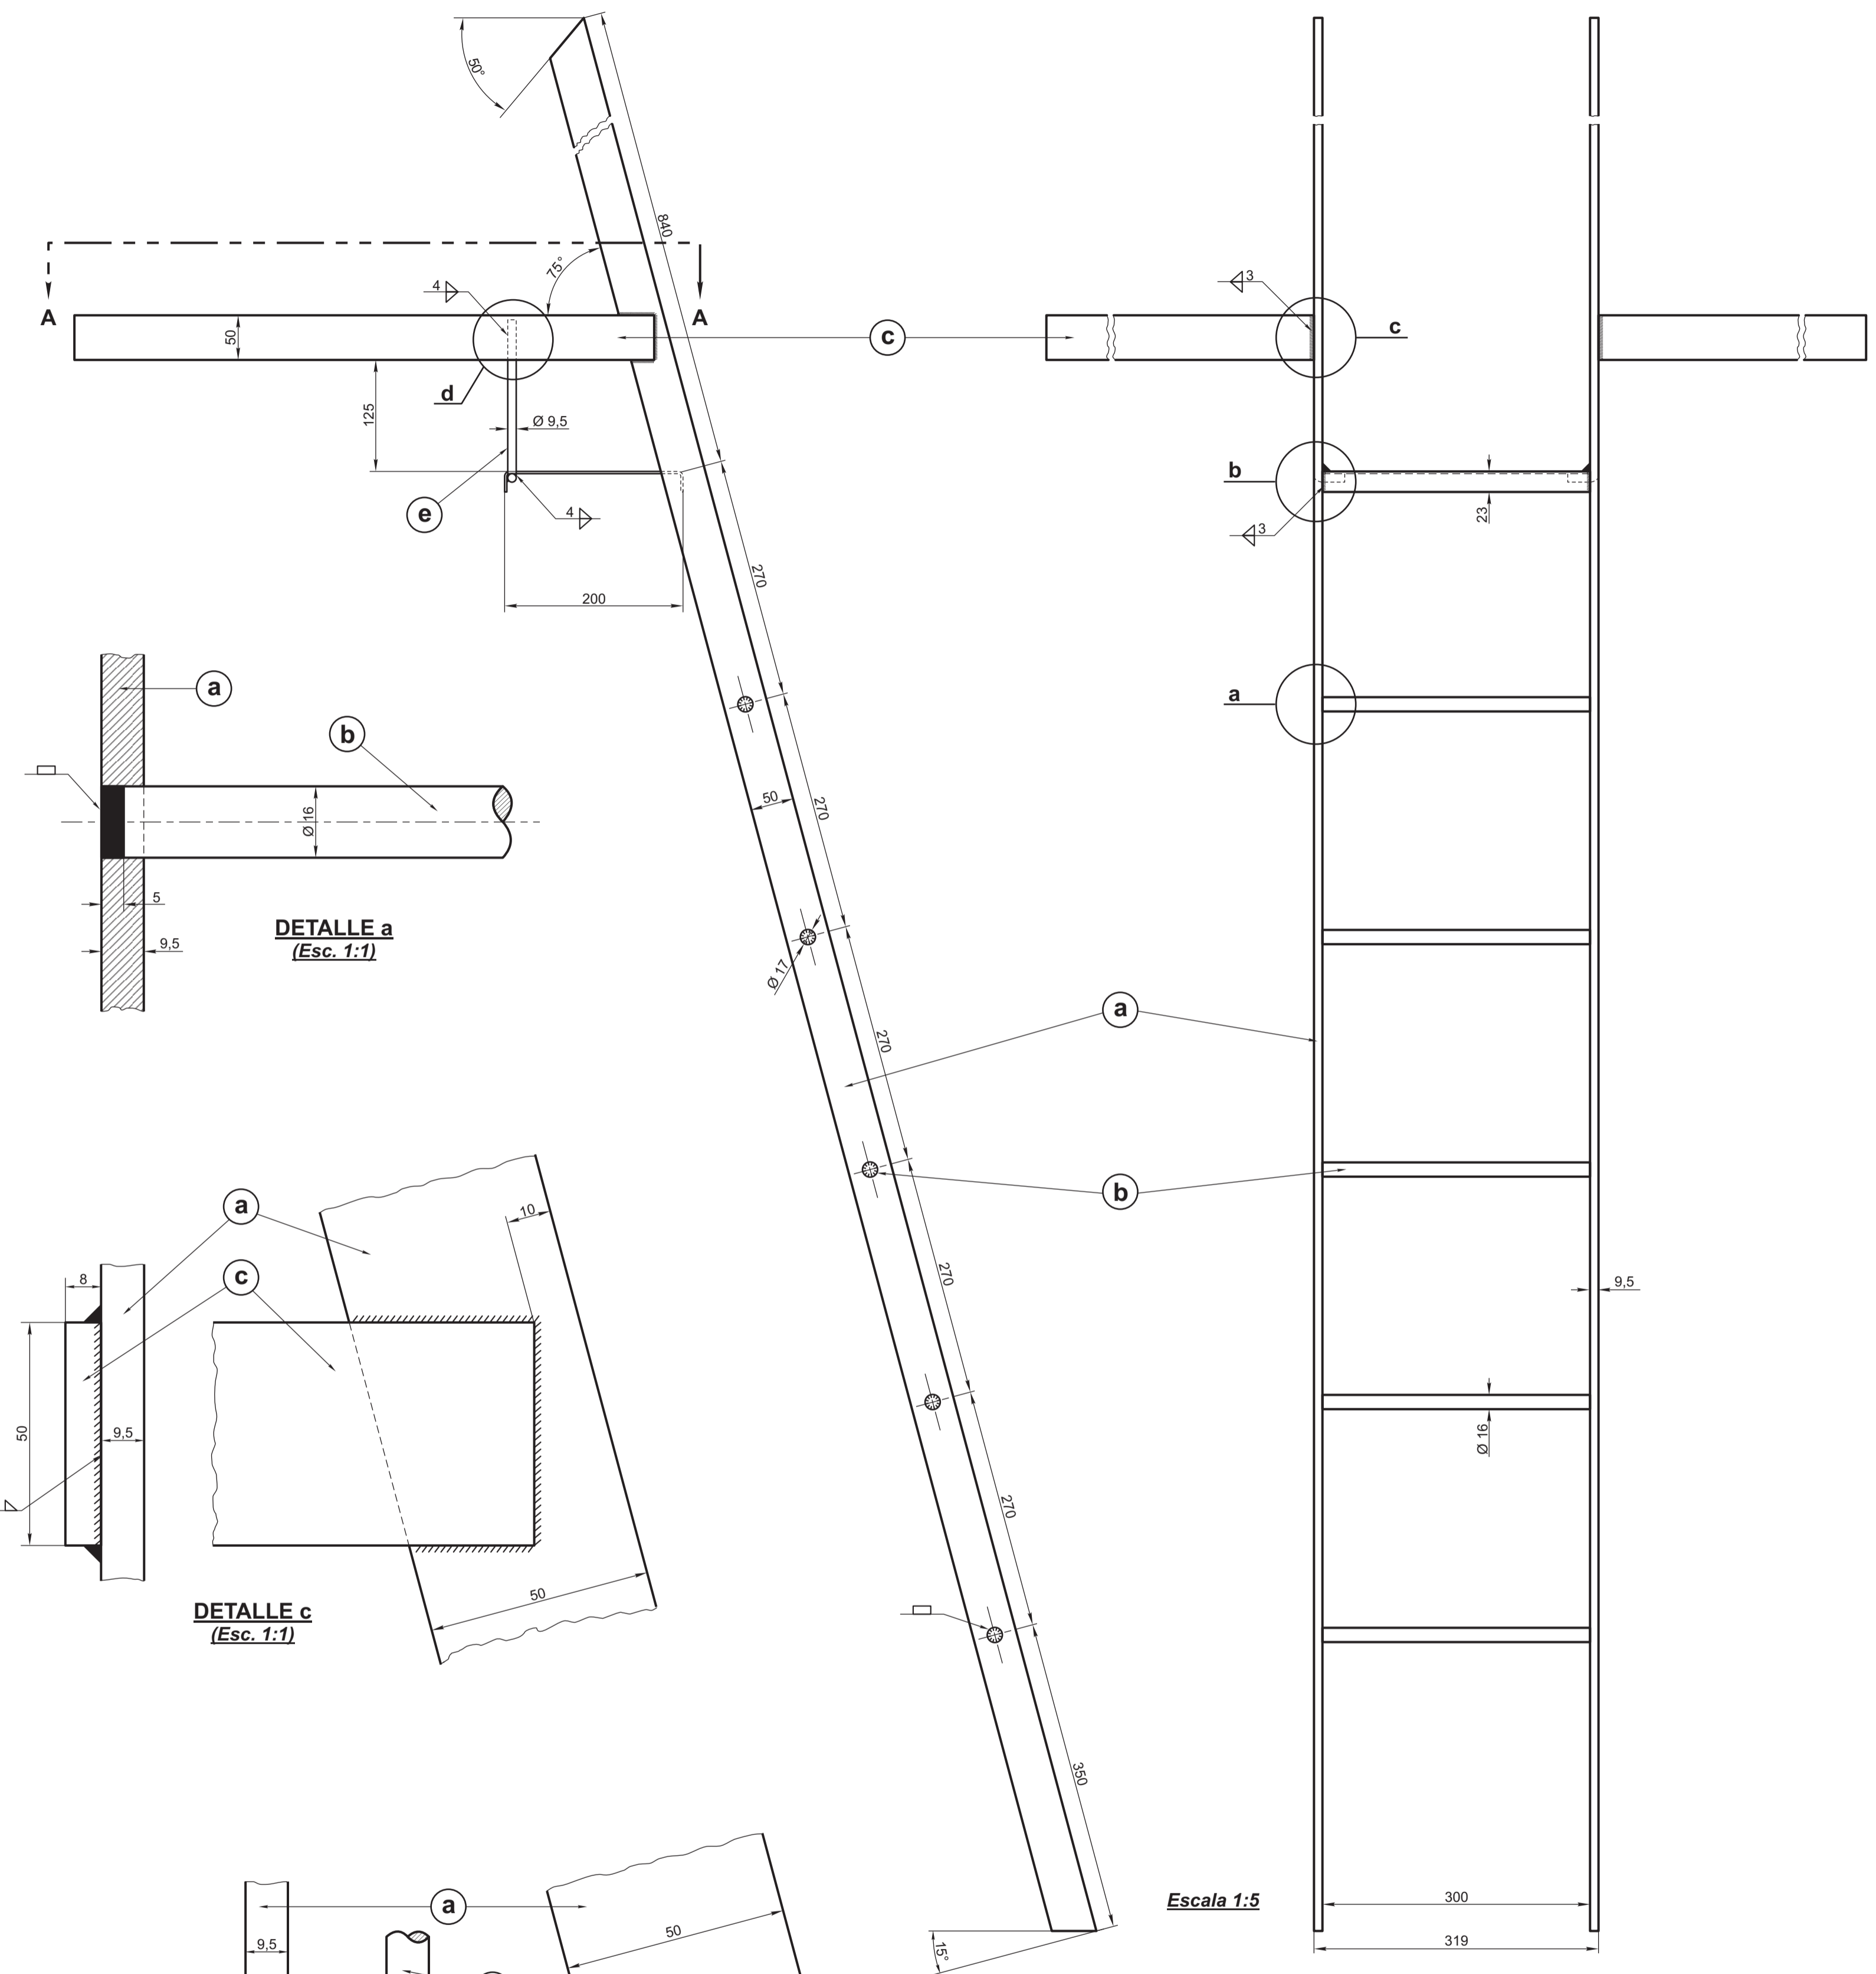 50°
840
75°
4
3
A
A
c
c
50
d
125
Ø 9,5
b
e
4
3
23
270
200
a
a
b
50
270
Ø 16
5
DETALLE a
(Esc. 1:1)
9,5
Ø 17
a
270
a
10
b
c
8
270
9,5
50
9,5
Ø 16
270
50
DETALLE c
(Esc. 1:1)
350
Escala 1:5
300
a
50
9,5
15°
319